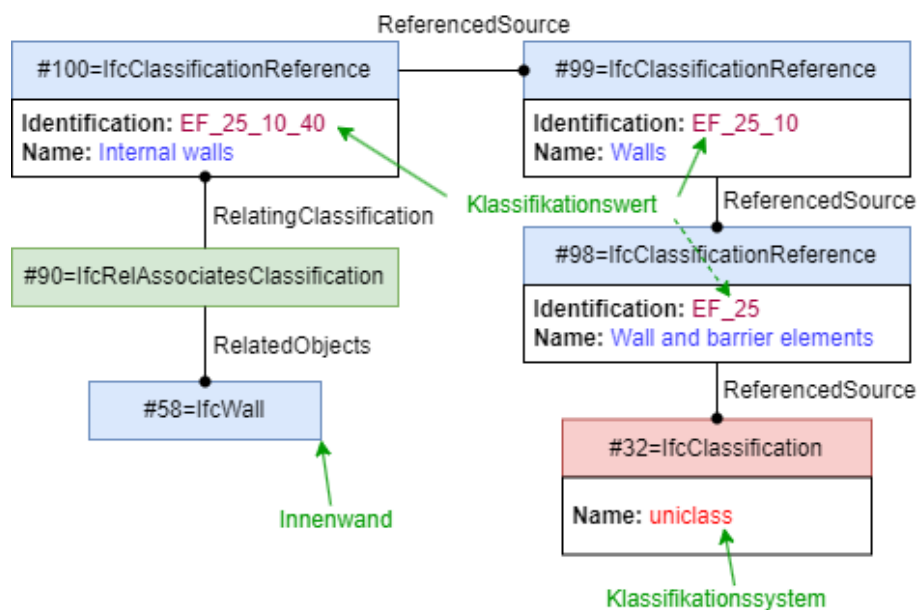 ReferencedSource
#100=IfcClassificationReference
Identification: EF_25_10_40
Name: Internal walls
#99=IfcClassificationReference
Identification: EF_25_10
Name: Walls
RelatingClassification
Klassifikationswert
ReferencedSource
#90=IfcRelAssociatesClassification
#98=IfcClassificationReference
Identification: EF_25
Name: Wall and barrier elements
RelatedObjects
ReferencedSource
#58=IfcWall
#32=IfcClassification
Name: uniclass
Innenwand
Klassifikationssystem